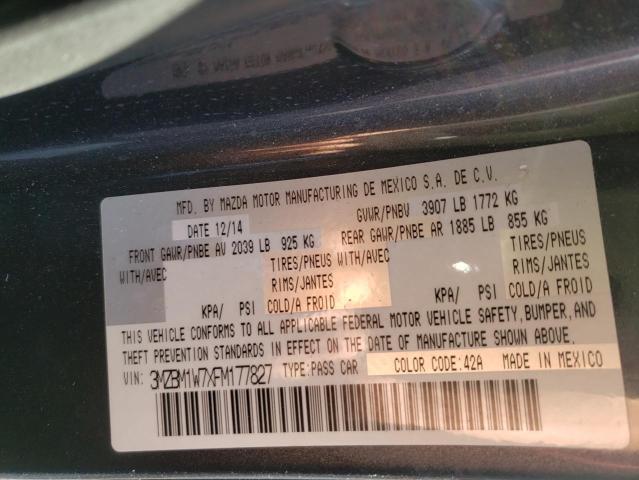 MFD. BY MAZDA MOTOR MANUFACTURING DE MEXICO S.A. DE C.V.
DATE 12/14 GVWR/PNBV 3907 LB 1772 KG
FRONT GAWR/PNBE AV 2039 LB 925 KG REAR GAWR/PNBE AR 1885 LB 855 KG
WITH/AVEC TIRES/PNEUS WITH/AVEC TIRES/PNEUS
RIMS/JANTES RIMS/JANTES
KPA/ PSI COLD/A FROID KPA/ PSI COLD/A FROID
THIS VEHICLE CONFORMS TO ALL APPLICABLE FEDERAL MOTOR VEHICLE SAFETY, BUMPER, AND
THEFT PREVENTION STANDARDS IN EFFECT ON THE DATE OF MANUFACTURE SHOWN ABOVE.
VIN: 3MZBM1W7XFM177827 TYPE: PASS CAR COLOR CODE: 42A MADE IN MEXICO